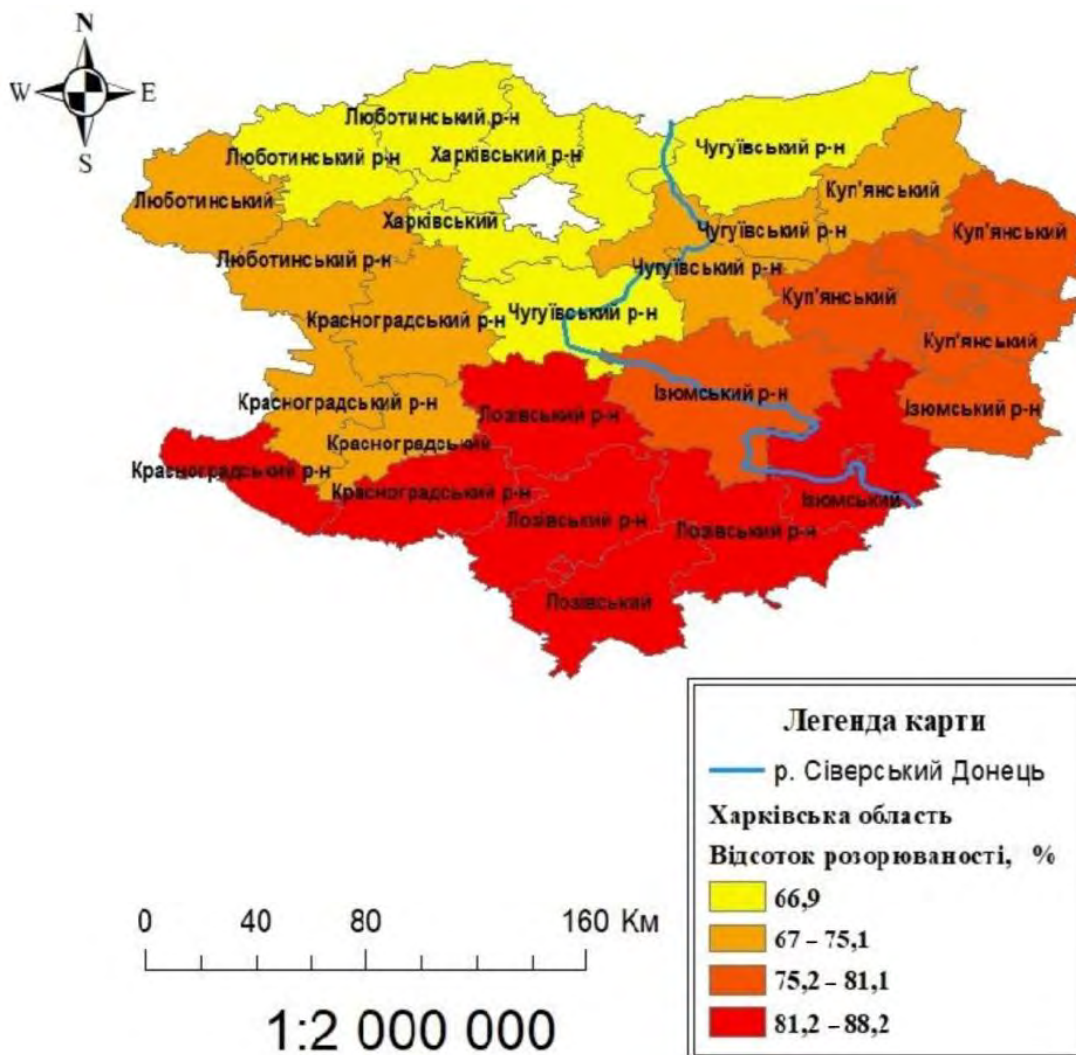 N
W E
S
Люботинський р-н
Люботинський р-н
Харківський р-н
Чугуївський р-н
Люботинський
Куп'янський
Харківський
Чугуївський р-н
Куп'янський
Люботинський р-н
Чугуївський р-н
Куп'янський
Красноградський р-н
Чугуївський р-н
Куп'янський
Красноградський р-н
Лозівський р-н
Ізюмський р-н
Ізюмський р-н
Красноградський
Красноградський р-н
Красноградський р-н
Лозівський р-н
Лозівський р-н
Ізюмський
Лозівський
Легенда карти
р. Сіверський Донець
Харківська область
Відсоток розорюваності, %
66,9
67 – 75,1
75,2 – 81,1
81,2 – 88,2
0 40 80 160 Км
1:2 000 000